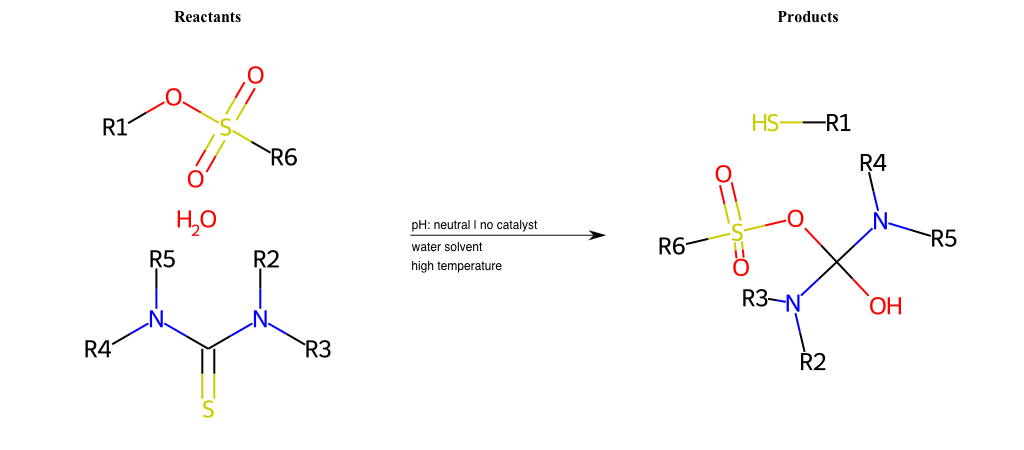 Reactants
Products
O
O
R1
S
R6
O
H2O
R5
R2
N
N
R4
R3
S
pH: neutral | no catalyst
water solvent
high temperature
HS
R1
R4
O
O
N
R6
S
R5
O
R3
N
OH
R2